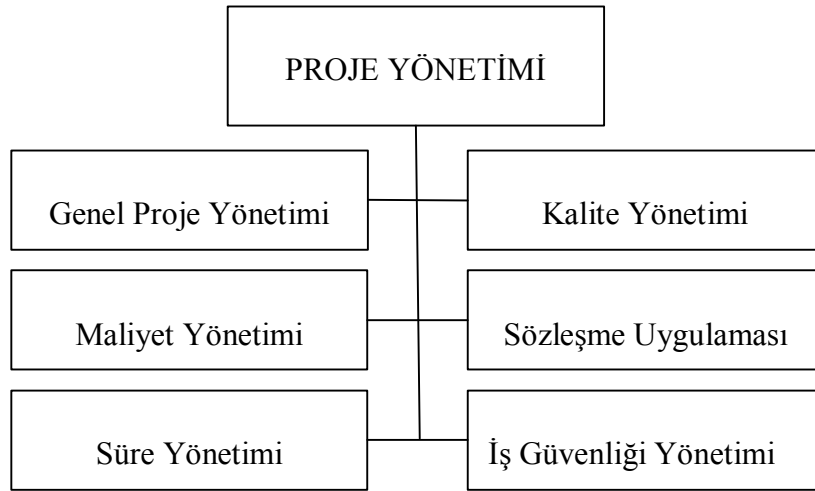 PROJE YÖNETİMİ
Genel Proje Yönetimi
Kalite Yönetimi
Maliyet Yönetimi
Sözleşme Uygulaması
Süre Yönetimi
İş Güvenliği Yönetimi